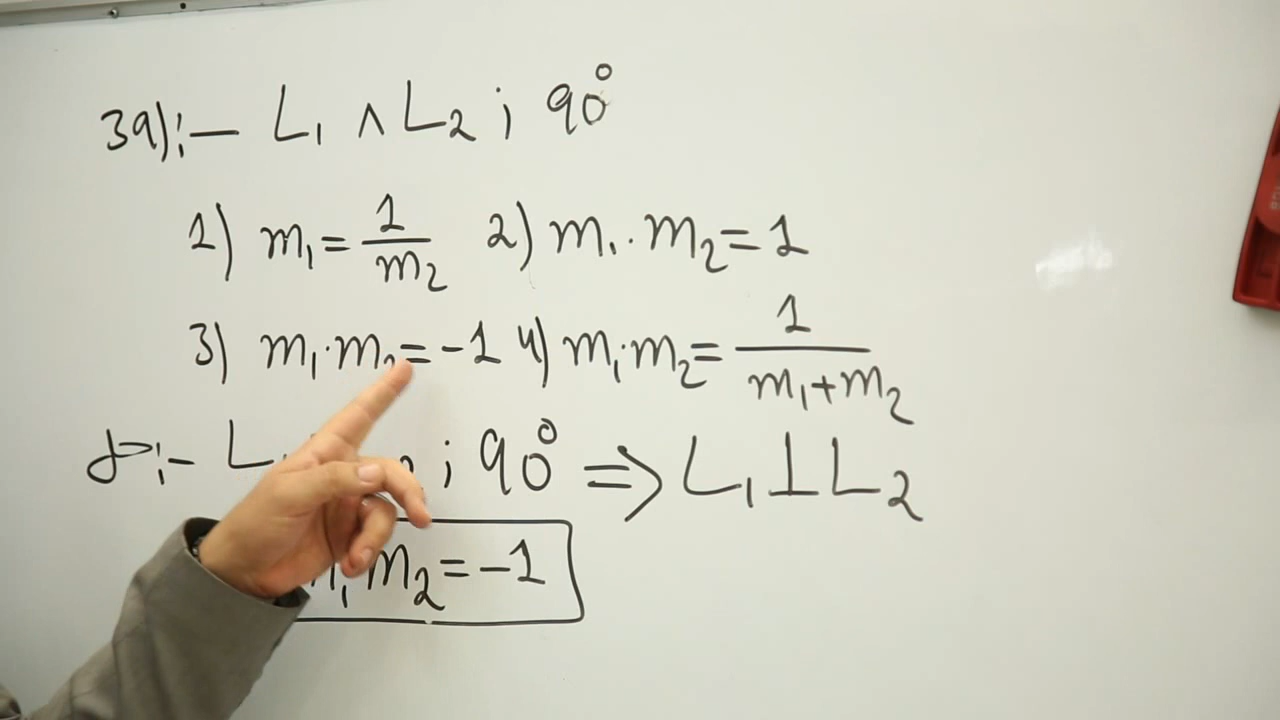 39):- L₁ ∧ L₂ ; 90°
1) m₁ = 1/m₂ 2) m₁ · m₂ = 1
3) m₁ · m₂ = -1 4) m₁ · m₂ = 1/(m₁+m₂)
:- L ; 90° => L₁ ⊥ L₂
m₁ m₂ = -1